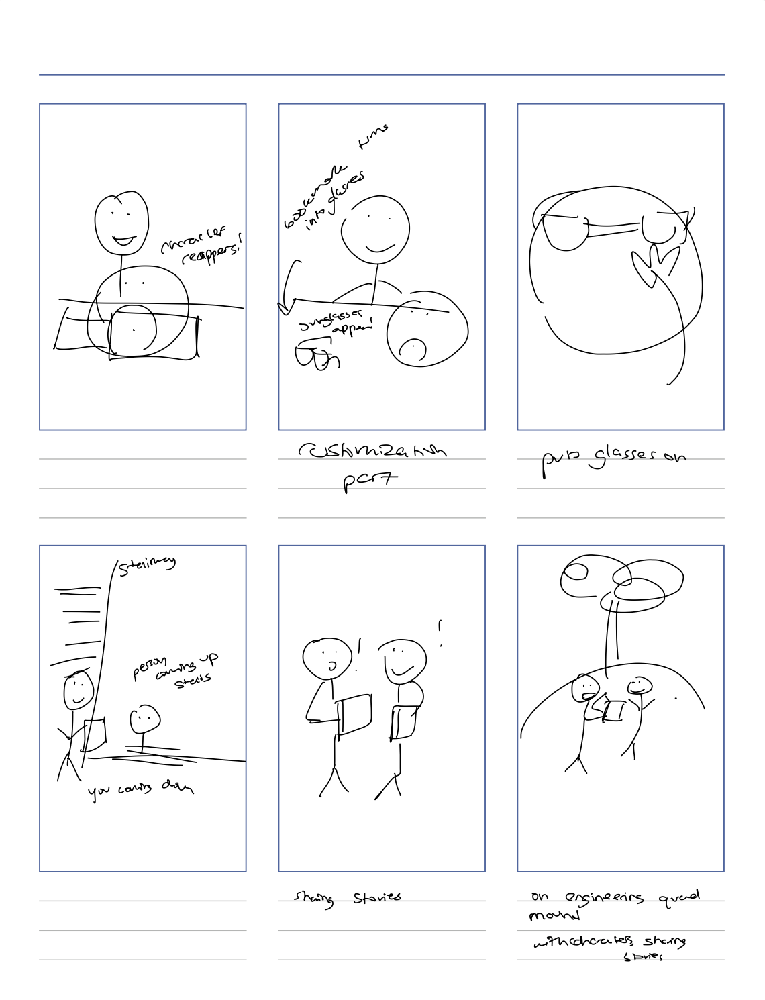 character
reappers!
turns
bookmark
into glasses
sunglasses
appear!
customization
part
puts glasses on
Stairway
person
coming up
stairs
you coming down
!
!
sharing stories
on engineering quad
mound
with characters, sharing
stories